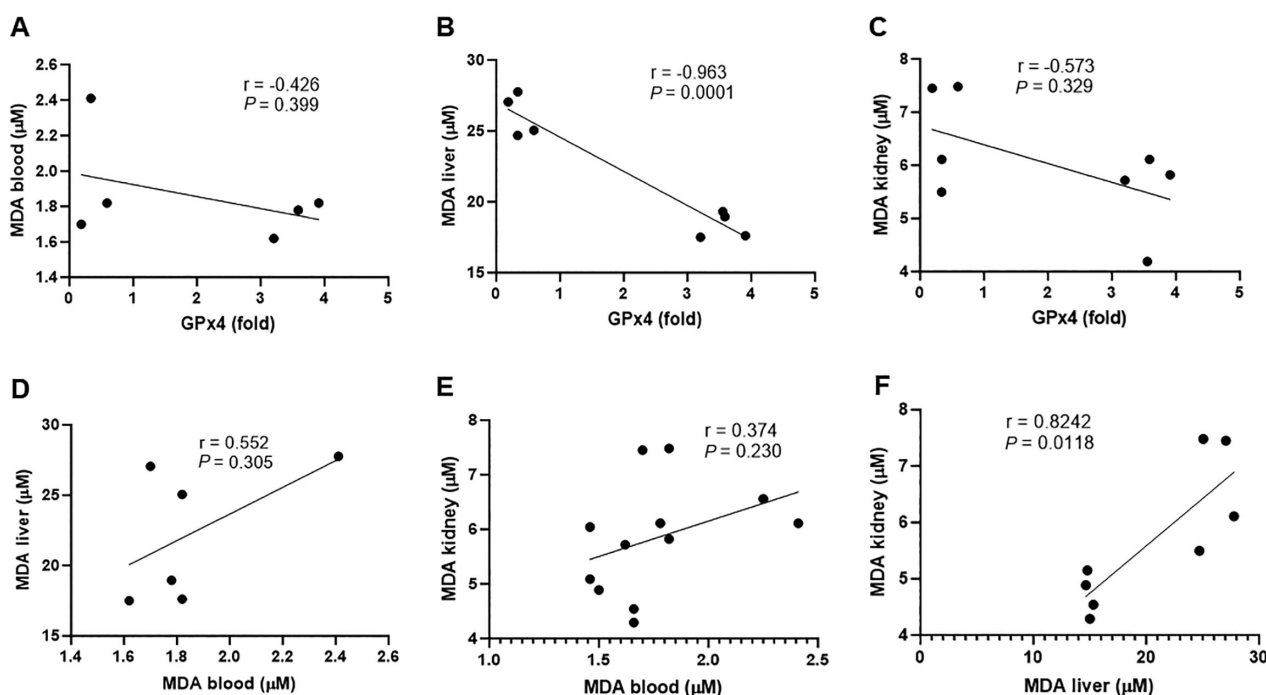 A
r = -0.426
P = 0.399
MDA blood (µM)
2.6
2.4
2.2
2.0
1.8
1.6
1.4
0 1 2 3 4 5
GPx4 (fold)
B
r = -0.963
P = 0.0001
MDA liver (µM)
30
25
20
15
0 1 2 3 4 5
GPx4 (fold)
C
r = -0.573
P = 0.329
MDA kidney (µM)
8
7
6
5
4
0 1 2 3 4 5
GPx4 (fold)
D
r = 0.552
P = 0.305
MDA liver (µM)
30
25
20
15
1.4 1.6 1.8 2.0 2.2 2.4 2.6
MDA blood (µM)
E
r = 0.374
P = 0.230
MDA kidney (µM)
8
7
6
5
4
1.0 1.5 2.0 2.5
MDA blood (µM)
F
r = 0.8242
P = 0.0118
MDA kidney (µM)
8
7
6
5
4
0 10 20 30
MDA liver (µM)